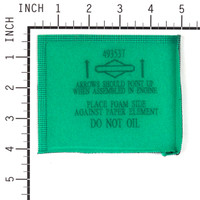 INCH
1 2 3 4 5
INCH
1
2
3
4
5
493537
ARROWS SHOULD POINT UP
WHEN ASSEMBLED IN ENGINE
PLACE FOAM SIDE
AGAINST PAPER ELEMENT
DO NOT OIL